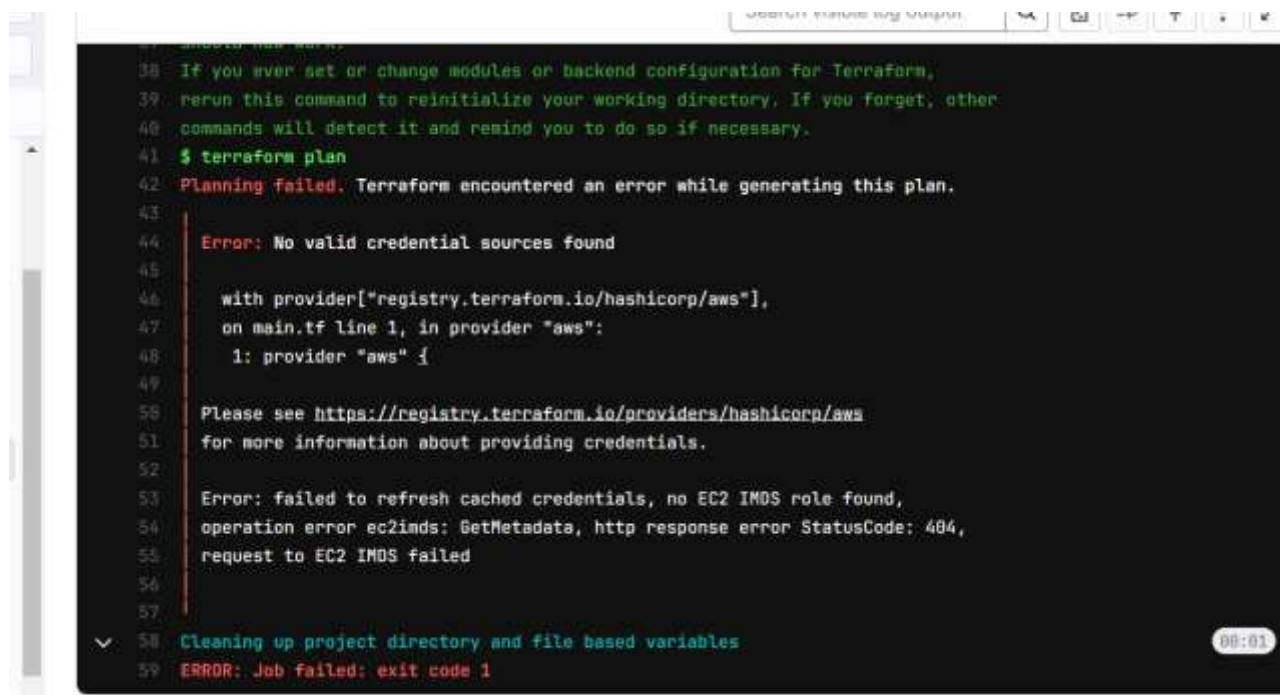 Search visible log output
37 should now work.
38 If you ever set or change modules or backend configuration for Terraform,
39 rerun this command to reinitialize your working directory. If you forget, other
40 commands will detect it and remind you to do so if necessary.
41 $ terraform plan
42 Planning failed. Terraform encountered an error while generating this plan.
43
44 Error: No valid credential sources found
45
46 with provider["registry.terraform.io/hashicorp/aws"],
47 on main.tf line 1, in provider "aws":
48 1: provider "aws" {
49
50 Please see https://registry.terraform.io/providers/hashicorp/aws
51 for more information about providing credentials.
52
53 Error: failed to refresh cached credentials, no EC2 IMDS role found,
54 operation error ec2imds: GetMetadata, http response error StatusCode: 404,
55 request to EC2 IMDS failed
56
57
58 Cleaning up project directory and file based variables 00:01
59 ERROR: Job failed: exit code 1